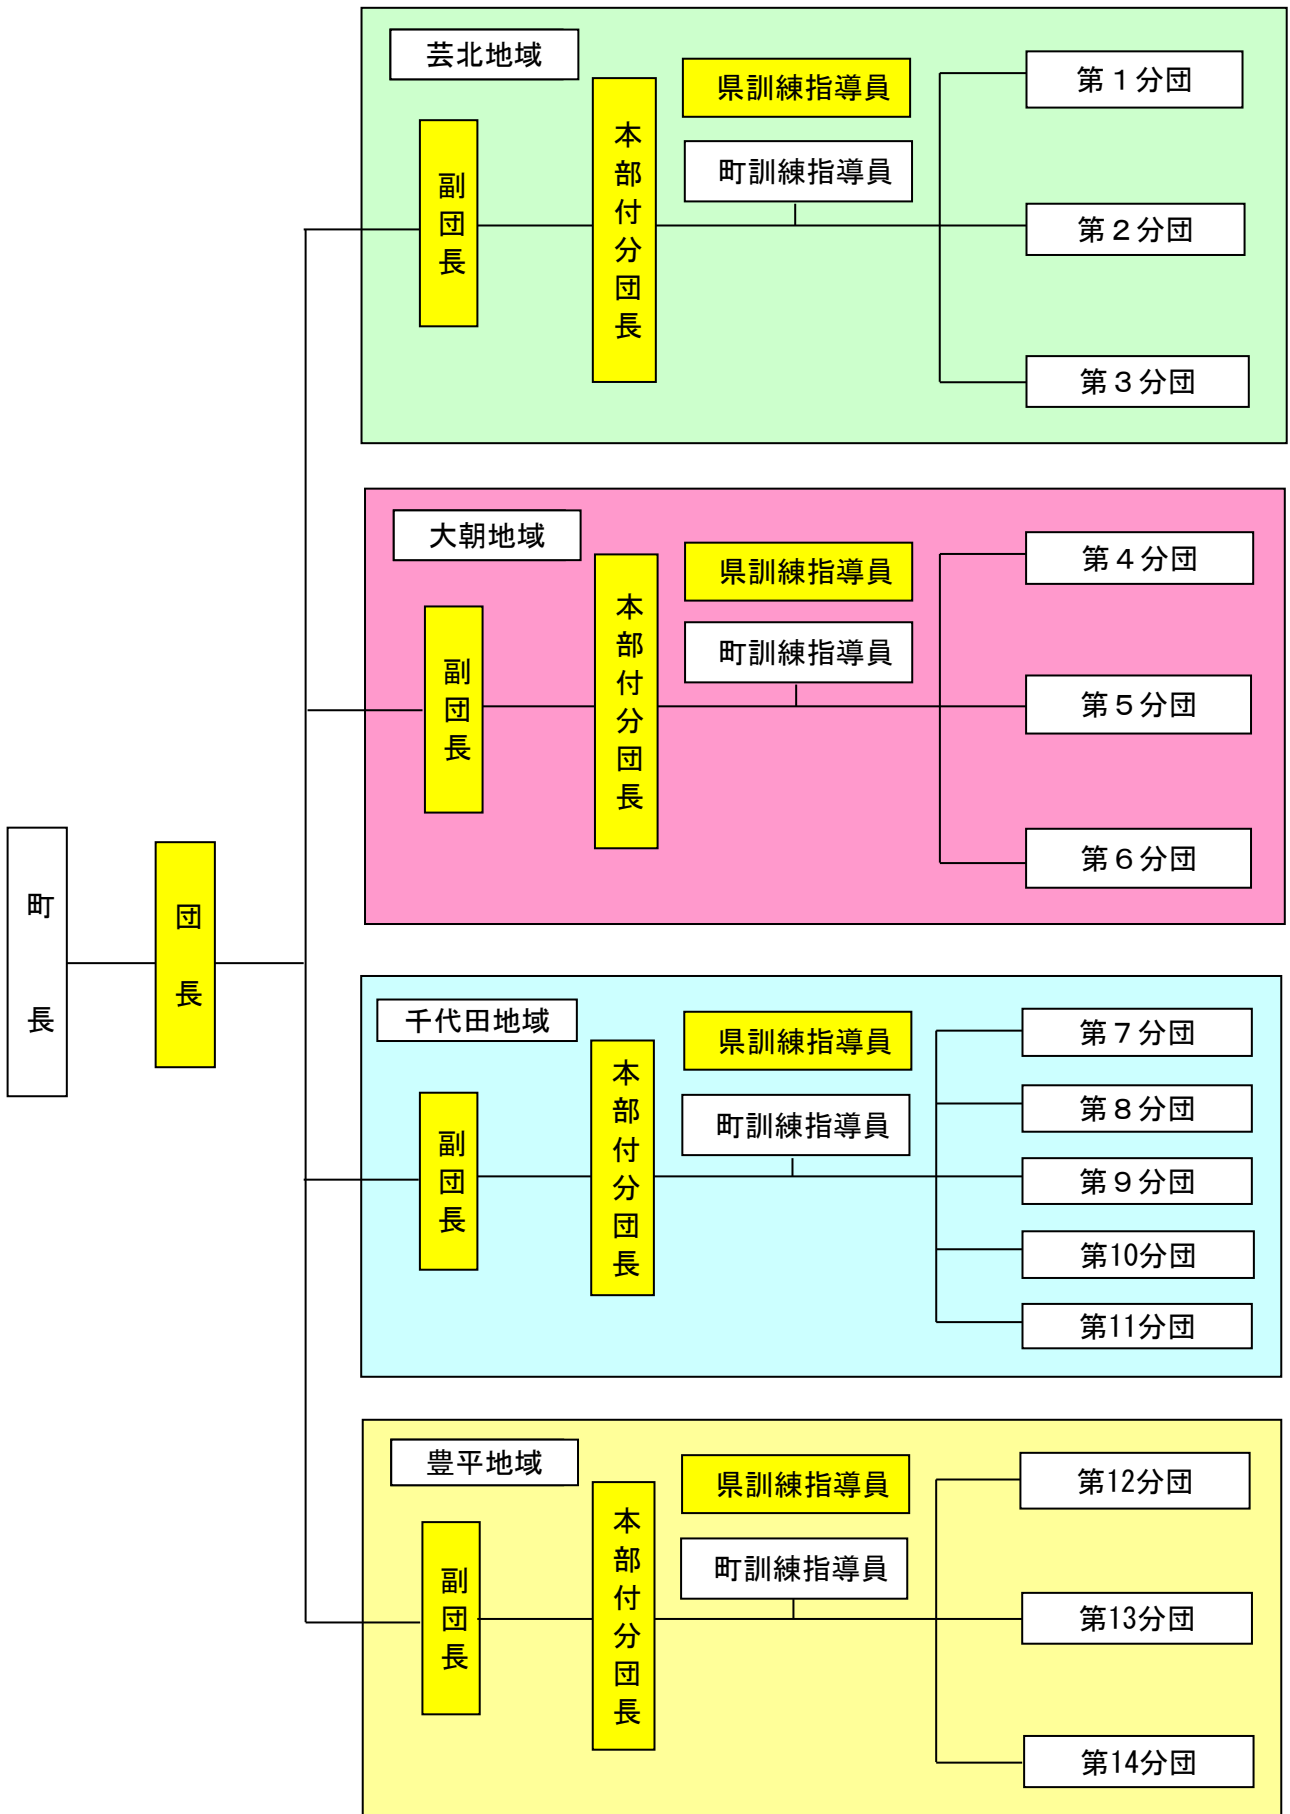 町長
団長
芸北地域
副団長
本部付分団長
県訓練指導員
町訓練指導員
第１分団
第２分団
第３分団
大朝地域
副団長
本部付分団長
県訓練指導員
町訓練指導員
第４分団
第５分団
第６分団
千代田地域
副団長
本部付分団長
県訓練指導員
町訓練指導員
第７分団
第８分団
第９分団
第10分団
第11分団
豊平地域
副団長
本部付分団長
県訓練指導員
町訓練指導員
第12分団
第13分団
第14分団